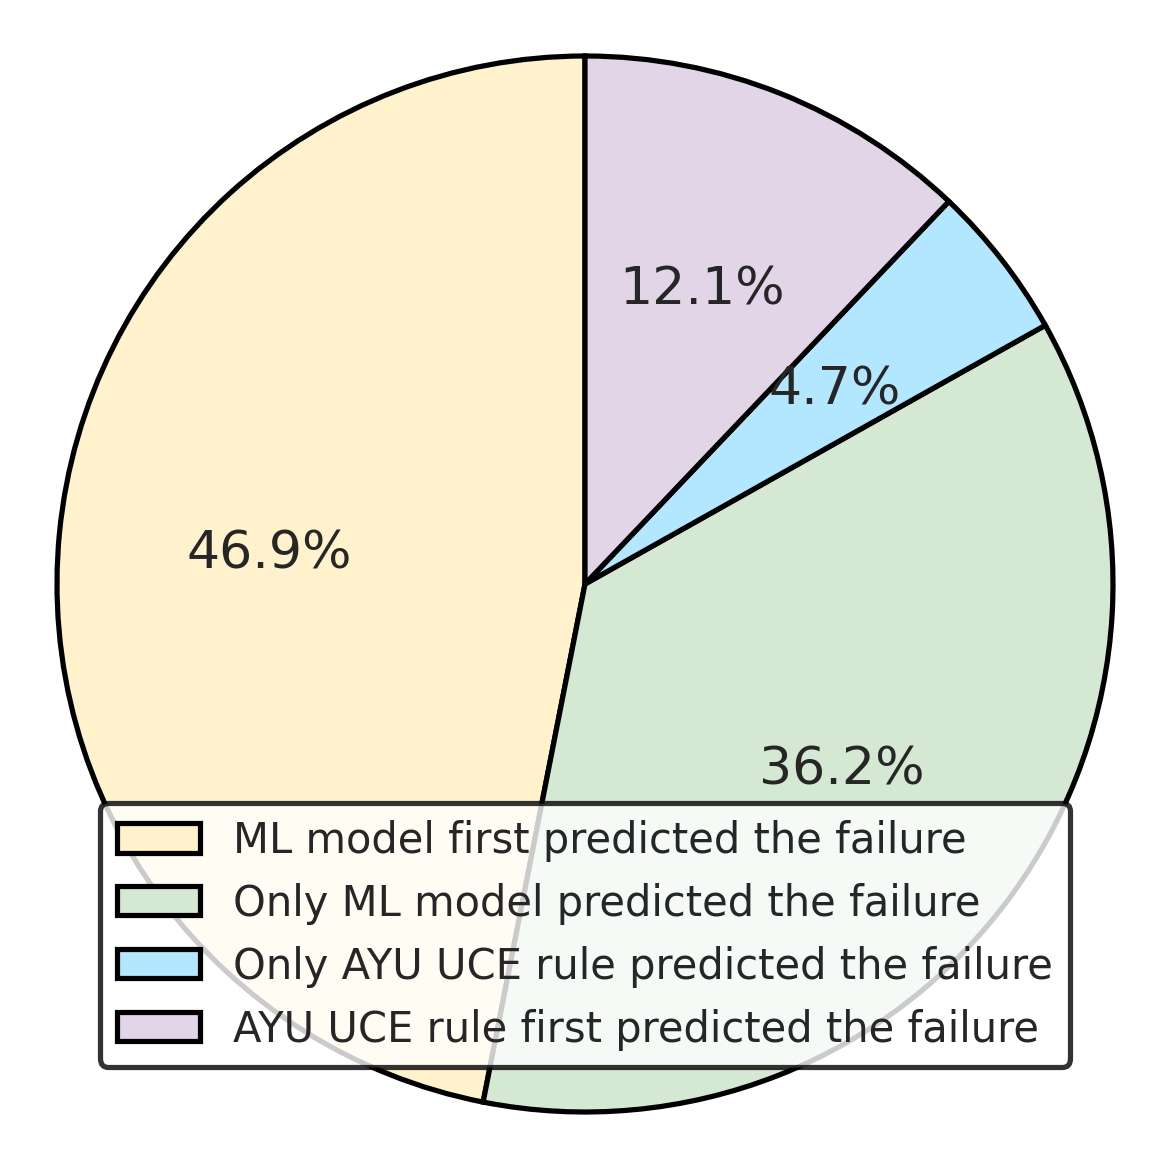 12.1%
4.7%
46.9%
36.2%
ML model first predicted the failure
Only ML model predicted the failure
Only AYU UCE rule predicted the failure
AYU UCE rule first predicted the failure